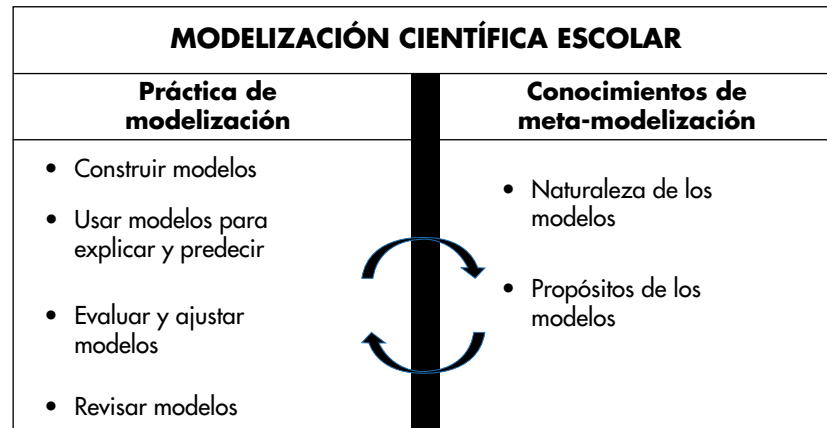 MODELIZACIÓN CIENTÍFICA ESCOLAR
Práctica de
modelización
• Construir modelos
• Usar modelos para
explicar y predecir
• Evaluar y ajustar
modelos
• Revisar modelos
Conocimientos de
meta-modelización
• Naturaleza de los
modelos
• Propósitos de los
modelos